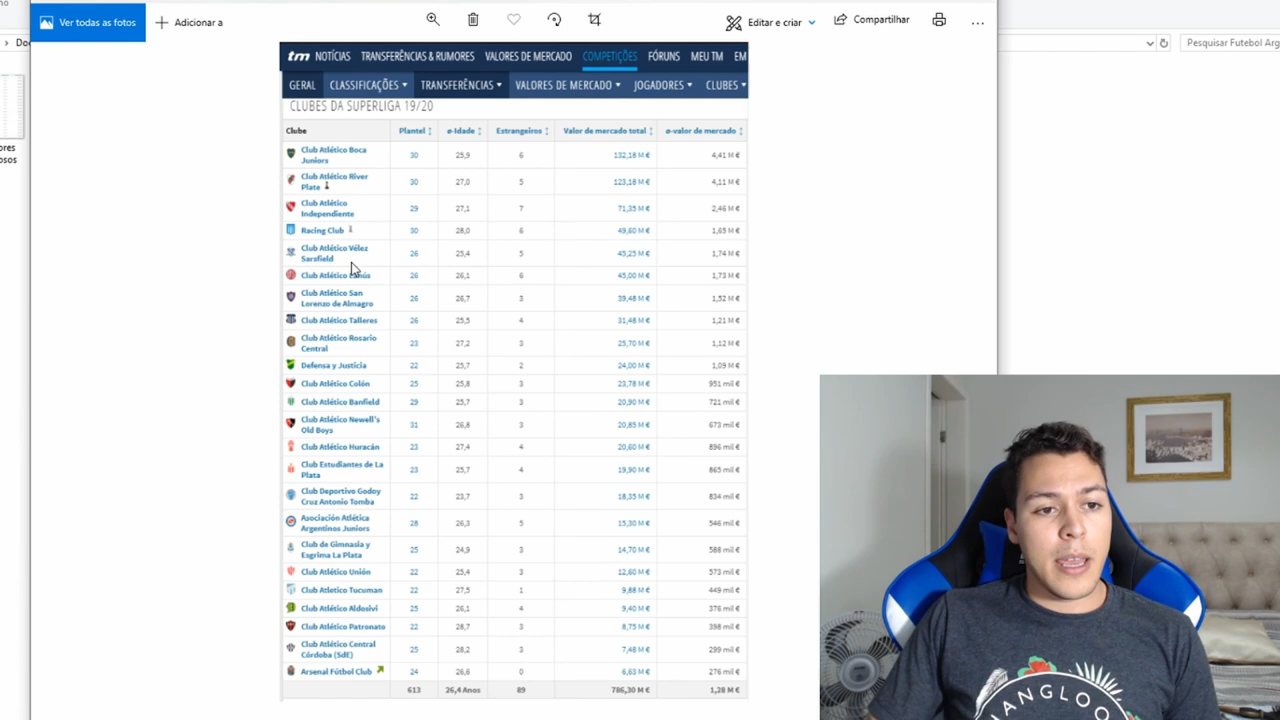 Ver todas as fotos
Adicionar a
Editar e criar
Compartilhar
...
Doc
Pesquisar Futebol Arg
ores
osos
tm NOTÍCIAS TRANSFERÊNCIAS & RUMORES VALORES DE MERCADO COMPETIÇÕES FÓRUNS MEU TM EM
GERAL CLASSIFICAÇÕES TRANSFERÊNCIAS VALORES DE MERCADO JOGADORES CLUBES
CLUBES DA SUPERLIGA 19/20
Clube Plantel ø-Idade Estrangeiros Valor de mercado total ø-valor de mercado
Club Atlético Boca
Juniors 30 25,9 6 132,18 M € 4,41 M €
Club Atlético River
Plate 30 27,0 5 123,18 M € 4,11 M €
Club Atlético
Independiente 29 27,1 7 71,35 M € 2,46 M €
Racing Club 30 28,0 6 49,60 M € 1,65 M €
Club Atlético Vélez
Sarsfield 26 25,4 5 45,25 M € 1,74 M €
Club Atlético Lanús 26 26,1 6 45,00 M € 1,73 M €
Club Atlético San
Lorenzo de Almagro 26 26,7 3 39,48 M € 1,52 M €
Club Atlético Talleres 26 25,5 4 31,48 M € 1,21 M €
Club Atlético Rosario
Central 23 27,2 3 25,70 M € 1,12 M €
Defensa y Justicia 22 25,7 2 24,00 M € 1,09 M €
Club Atlético Colón 25 25,8 3 23,78 M € 951 mil €
Club Atlético Banfield 29 25,7 3 20,90 M € 721 mil €
Club Atlético Newell's
Old Boys 31 26,8 3 20,85 M € 673 mil €
Club Atlético Huracán 23 27,4 4 20,60 M € 896 mil €
Club Estudiantes de La
Plata 23 25,7 4 19,90 M € 865 mil €
Club Deportivo Godoy
Cruz Antonio Tomba 22 23,7 3 18,35 M € 834 mil €
Asociación Atlética
Argentinos Juniors 28 26,3 5 15,30 M € 546 mil €
Club de Gimnasia y
Esgrima La Plata 25 24,9 3 14,70 M € 588 mil €
Club Atlético Unión 22 25,4 3 12,60 M € 573 mil €
Club Atletico Tucuman 22 27,5 1 9,88 M € 449 mil €
Club Atlético Aldosivi 25 26,1 4 9,40 M € 376 mil €
Club Atlético Patronato 22 28,7 3 8,75 M € 398 mil €
Club Atlético Central
Córdoba (SdE) 25 28,2 3 7,48 M € 299 mil €
Arsenal Fútbol Club 24 26,6 0 6,63 M € 276 mil €
613 26,4 Anos 89 786,30 M € 1,28 M €
HANGLOO